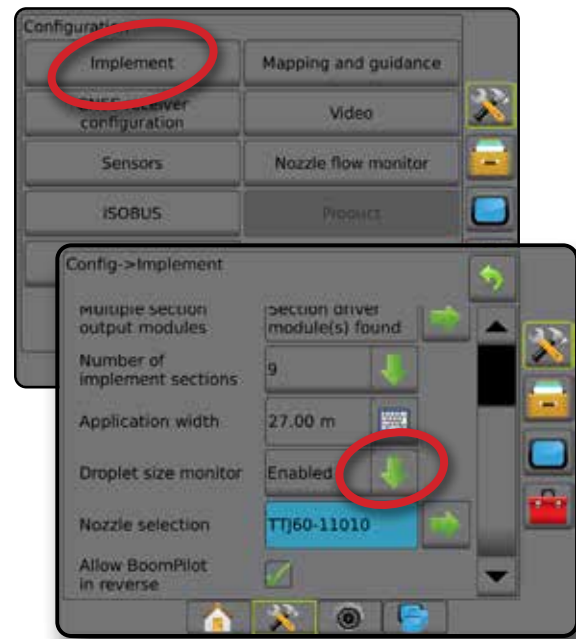 Configuration
Implement
Mapping and guidance
GNSS receiver
configuration
Video
Sensors
Nozzle flow monitor
iSOBUS
Product
Config->Implement
Multiple section
output modules
Section driver
module(s) found
Number of
implement sections
9
Application width
27.00 m
Droplet size monitor
Enabled
Nozzle selection
TTJ60-11010
Allow BoomPilot
in reverse